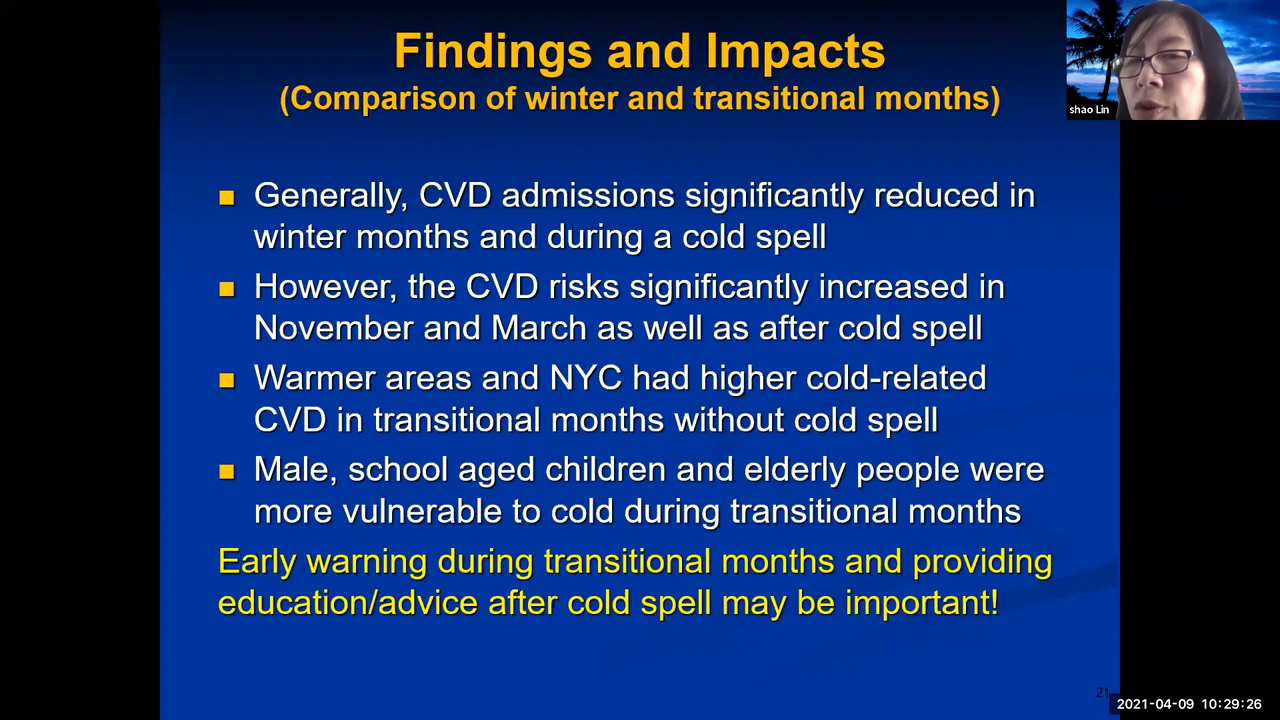 Findings and Impacts
(Comparison of winter and transitional months)
shao Lin
■ Generally, CVD admissions significantly reduced in
winter months and during a cold spell
■ However, the CVD risks significantly increased in
November and March as well as after cold spell
■ Warmer areas and NYC had higher cold-related
CVD in transitional months without cold spell
■ Male, school aged children and elderly people were
more vulnerable to cold during transitional months
Early warning during transitional months and providing
education/advice after cold spell may be important!
21
2021-04-09 10:29:26